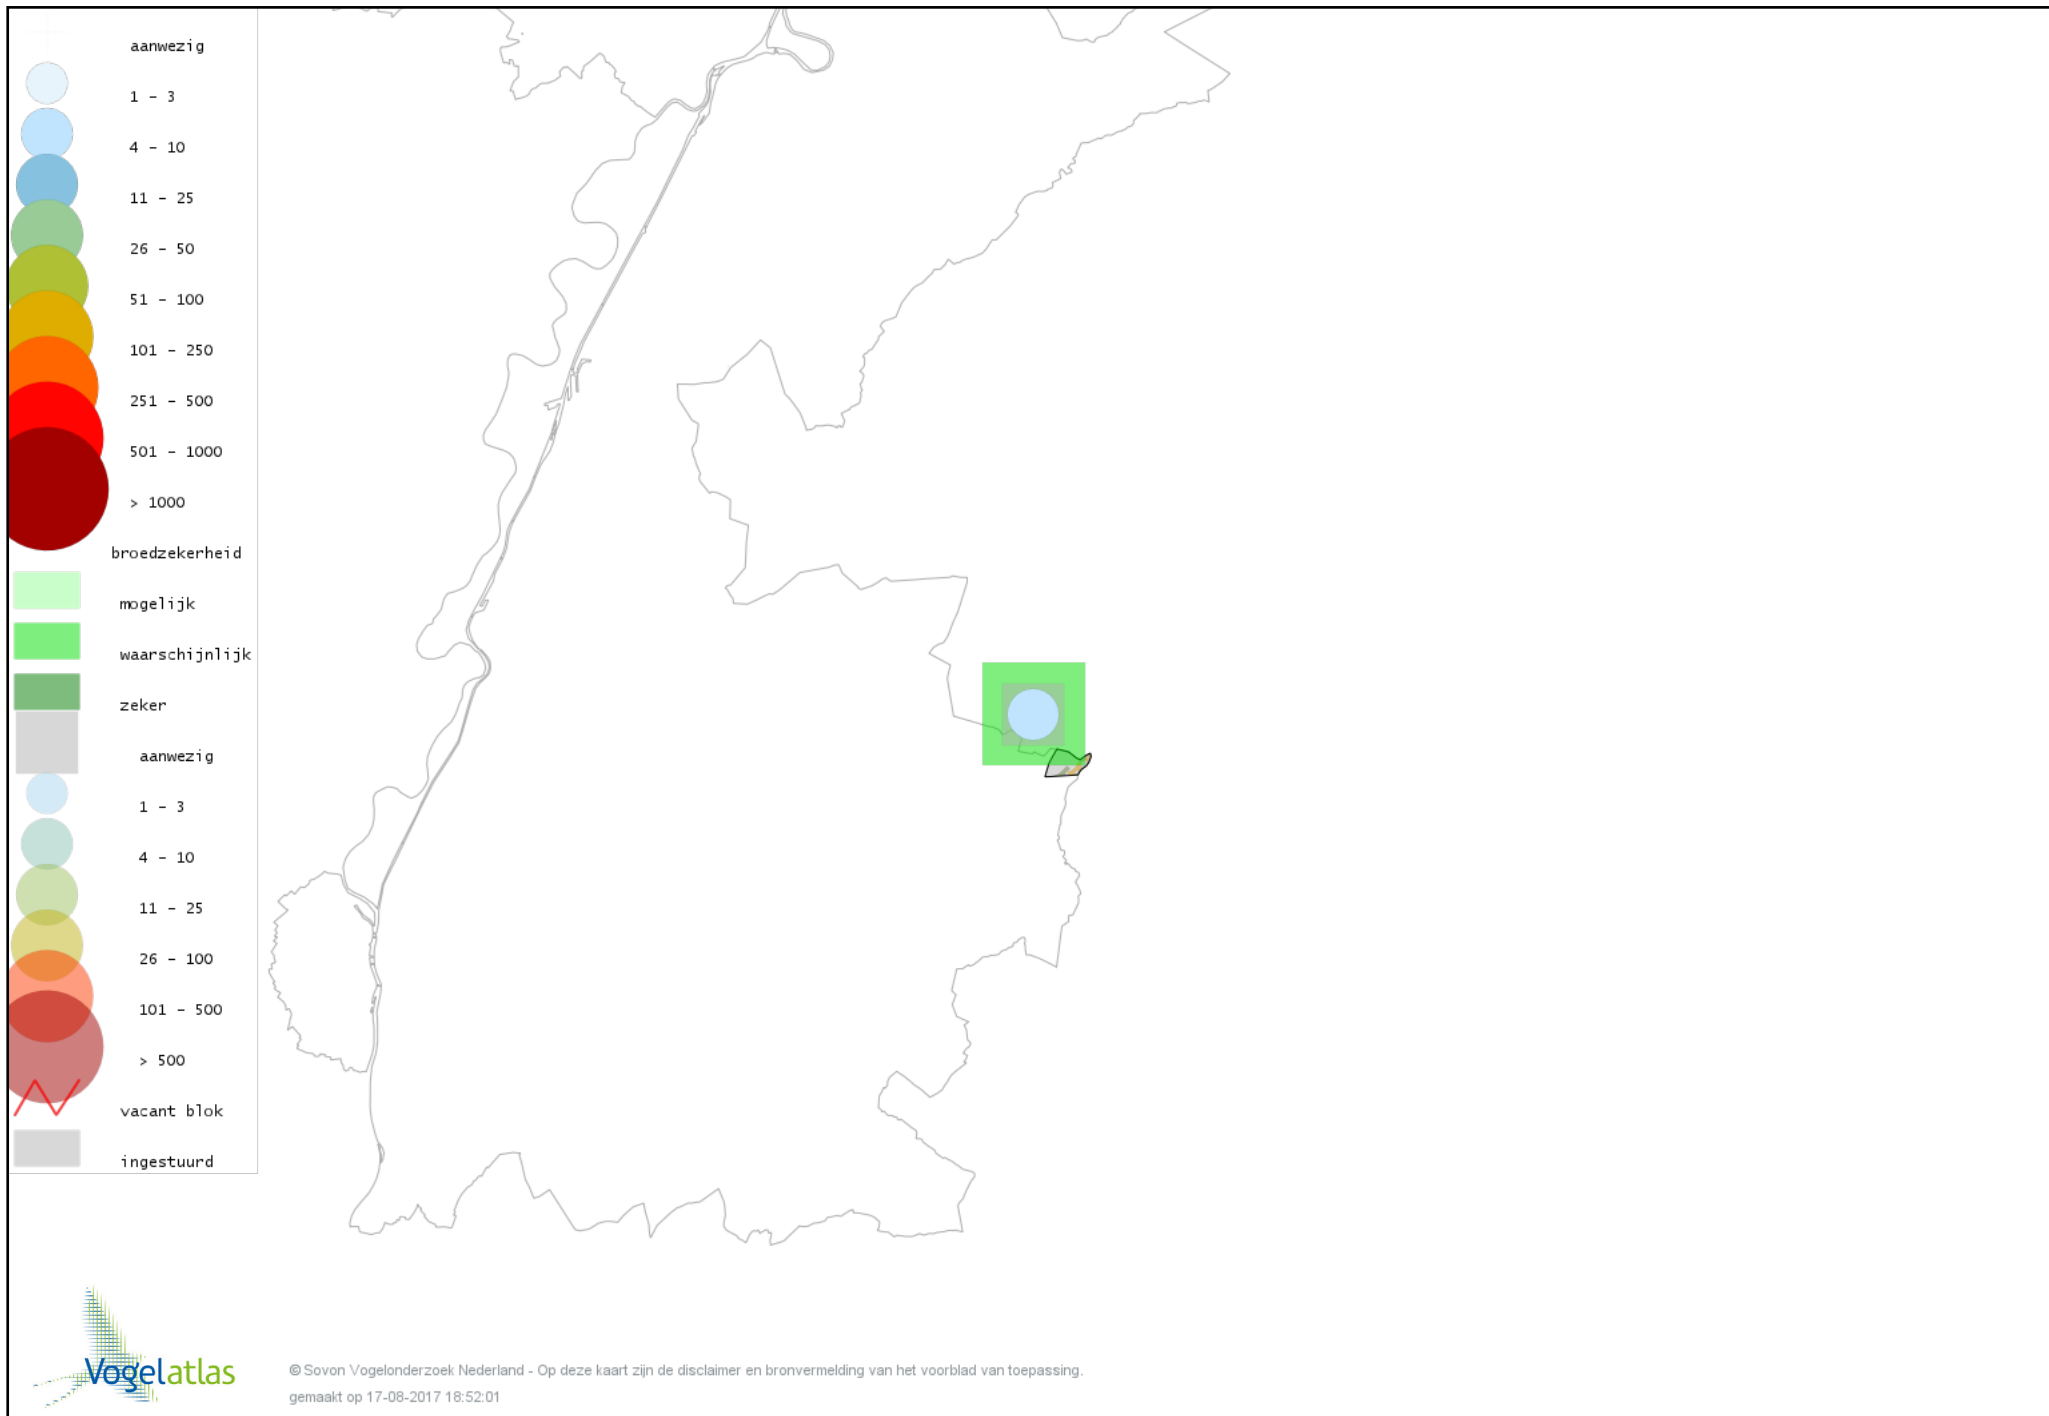 aanwezig
1 - 3
4 - 10
11 - 25
26 - 50
51 - 100
101 - 250
251 - 500
501 - 1000
> 1000
broedzekerheid
mogelijk
waarschijnlijk
zeker
aanwezig
1 - 3
4 - 10
11 - 25
26 - 100
101 - 500
> 500
vacant blok
ingestuurd
Vogelatlas
© Sovon Vogelonderzoek Nederland - Op deze kaart zijn de disclaimer en bronvermelding van het voorblad van toepassing.
gemaakt op 17-08-2017 18:52:01